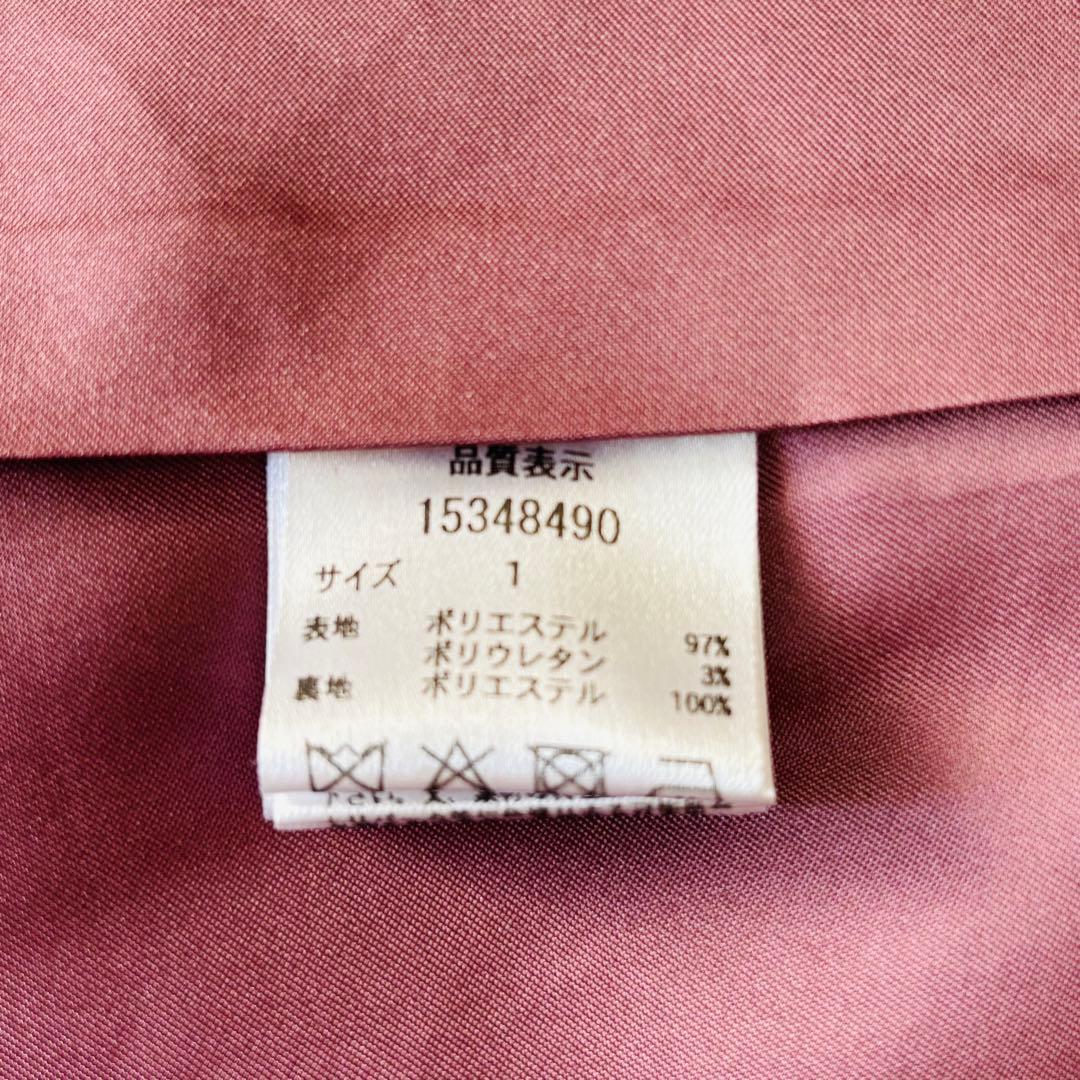 品質表示
15348490
サイズ 1
表地 ポリエステル 97%
ポリウレタン 3%
裏地 ポリエステル 100%